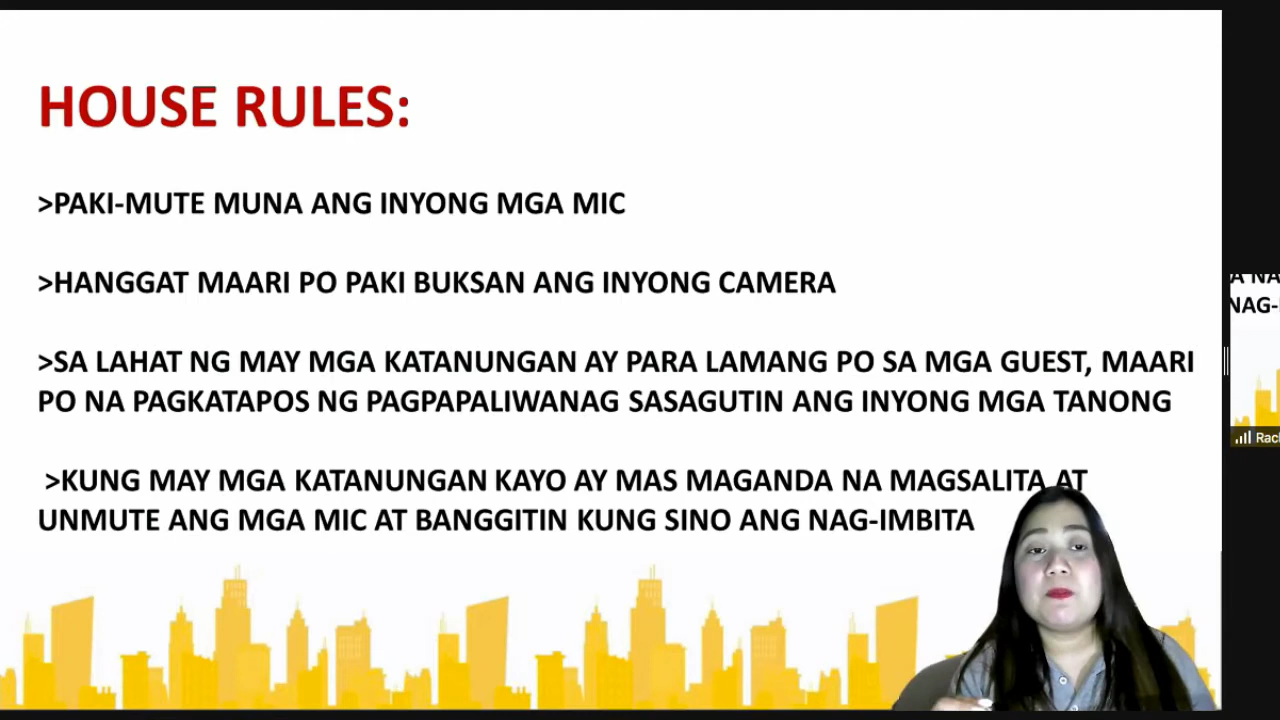 HOUSE RULES:
>PAKI-MUTE MUNA ANG INYONG MGA MIC
>HANGGAT MAARI PO PAKI BUKSAN ANG INYONG CAMERA
>SA LAHAT NG MAY MGA KATANUNGAN AY PARA LAMANG PO SA MGA GUEST, MAARI
PO NA PAGKATAPOS NG PAGPAPALIWANAG SASAGUTIN ANG INYONG MGA TANONG
>KUNG MAY MGA KATANUNGAN KAYO AY MAS MAGANDA NA MAGSALITA AT
UNMUTE ANG MGA MIC AT BANGGITIN KUNG SINO ANG NAG-IMBITA